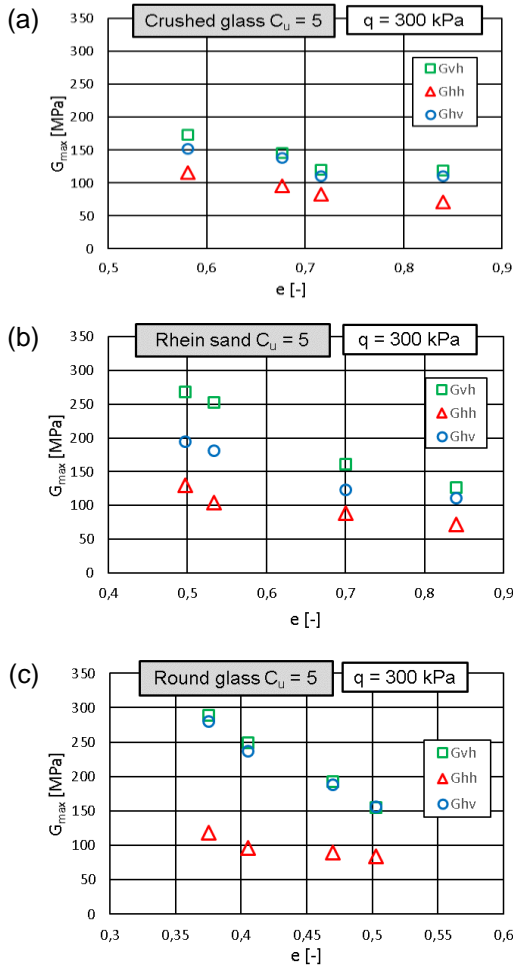 (a)
Crushed glass Cu = 5
q = 300 kPa
350
300
250
200
150
100
50
0
Gmax [MPa]
Gvh
Ghh
Ghv
0,5 0,6 0,7 0,8 0,9
e [-]
(b)
Rhein sand Cu = 5
q = 300 kPa
350
300
250
200
150
100
50
0
Gmax [MPa]
Gvh
Ghh
Ghv
0,4 0,5 0,6 0,7 0,8 0,9
e [-]
(c)
Round glass Cu = 5
q = 300 kPa
350
300
250
200
150
100
50
0
Gmax [MPa]
Gvh
Ghh
Ghv
0,3 0,35 0,4 0,45 0,5 0,55 0,6
e [-]